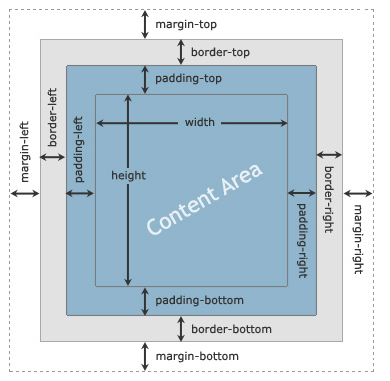 margin-top
border-top
padding-top
width
height
Content Area
margin-left
border-left
padding-left
padding-right
border-right
margin-right
padding-bottom
border-bottom
margin-bottom